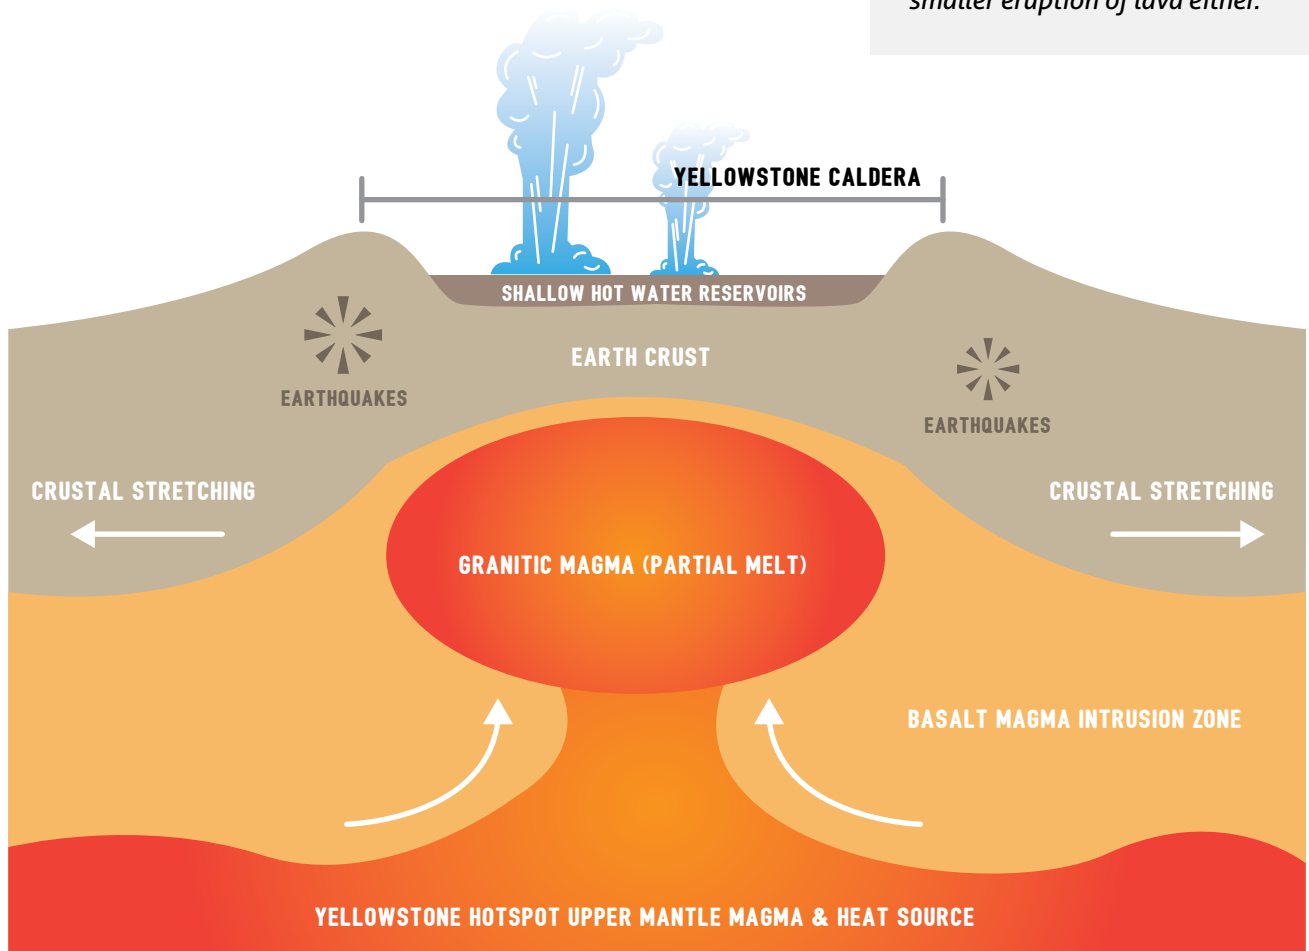 smaller eruption of lava either.
YELLOWSTONE CALDERA
SHALLOW HOT WATER RESERVOIRS
EARTH CRUST
EARTHQUAKES
EARTHQUAKES
CRUSTAL STRETCHING
CRUSTAL STRETCHING
GRANITIC MAGMA (PARTIAL MELT)
BASALT MAGMA INTRUSION ZONE
YELLOWSTONE HOTSPOT UPPER MANTLE MAGMA & HEAT SOURCE